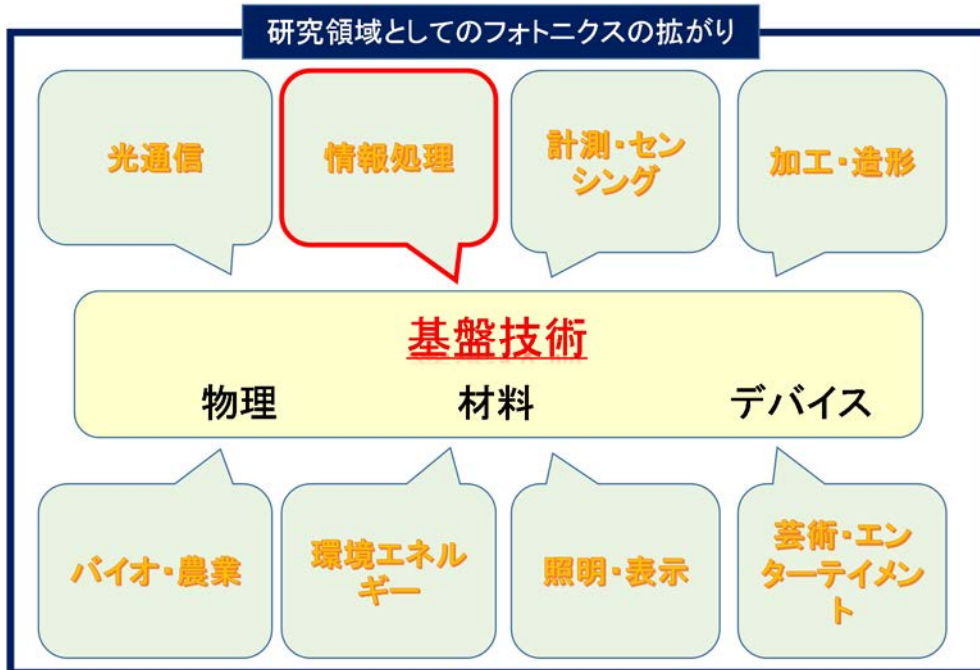 研究領域としてのフォトニクスの拡がり
光通信
情報処理
計測・セン
シング
加工・造形
基盤技術
物理
材料
デバイス
バイオ・農業
環境エネル
ギー
照明・表示
芸術・エン
ターテイメン
ト